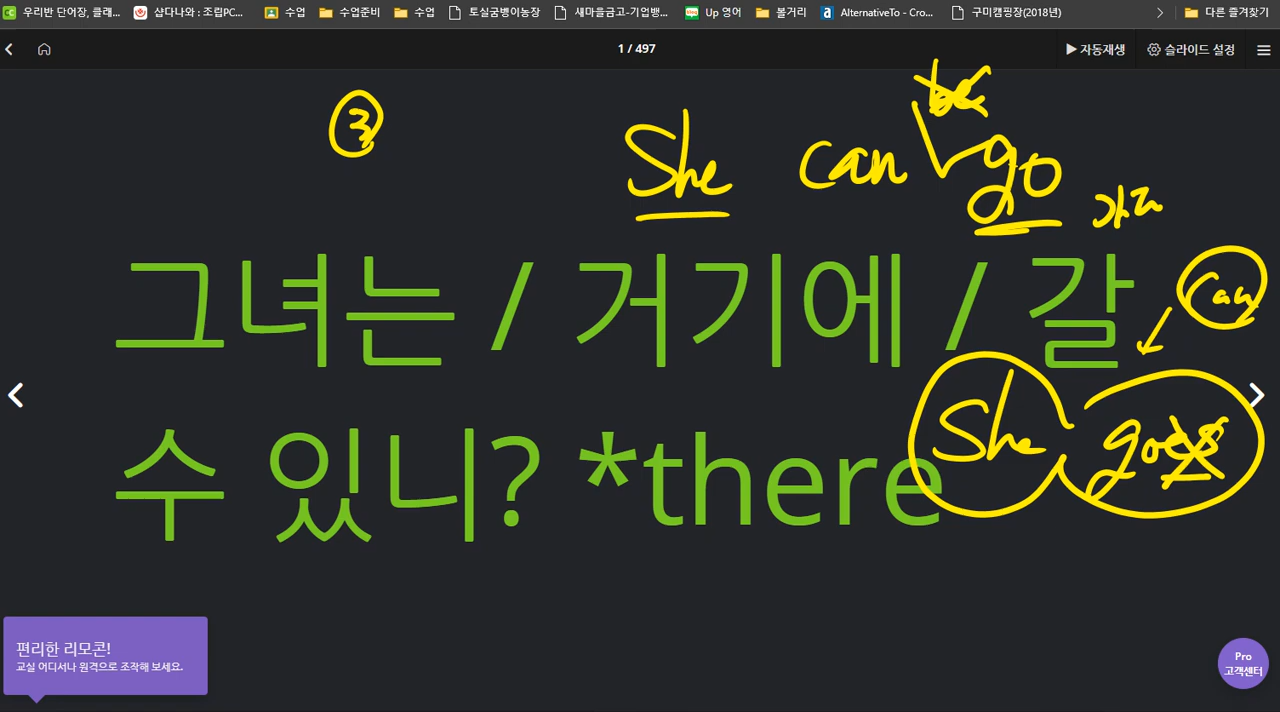 우리반 단어장, 클래... 샵다나와 : 조립PC... 수업 수업준비 수업 토실굼벵이농장 새마을금고-기업뱅... Up 영어 볼거리 AlternativeTo - Cro... 구미캠핑장(2018년) 다른 즐겨찾기
1 / 497 자동재생 슬라이드 설정
3 be
She can go
가다
그녀는 / 거기에 / 갈
can
She goes
수 있니? *there
편리한 리모콘!
교실 어디서나 원격으로 조작해 보세요.
Pro
고객센터